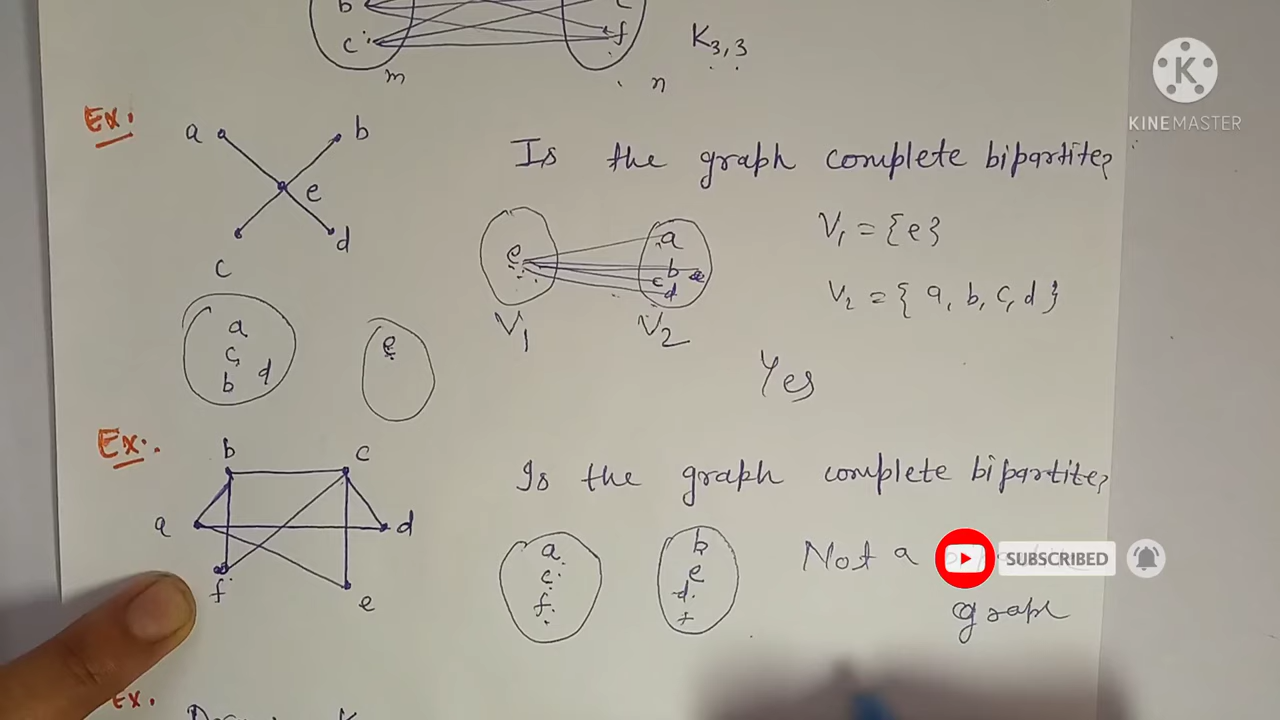 b
c
f
K3,3
m
n
K
KINEMASTER
Ex.
a
b
e
c
d
Is the graph complete bipartite?
e
a
b
c
d
V1
V2
V1 = {e}
V2 = { a, b, c, d }
Yes
a
c
b d
e
Ex.
b
c
a
d
f
e
Is the graph complete bipartite?
a
c
f
b
e
d
Not a
graph
SUBSCRIBED
Ex.